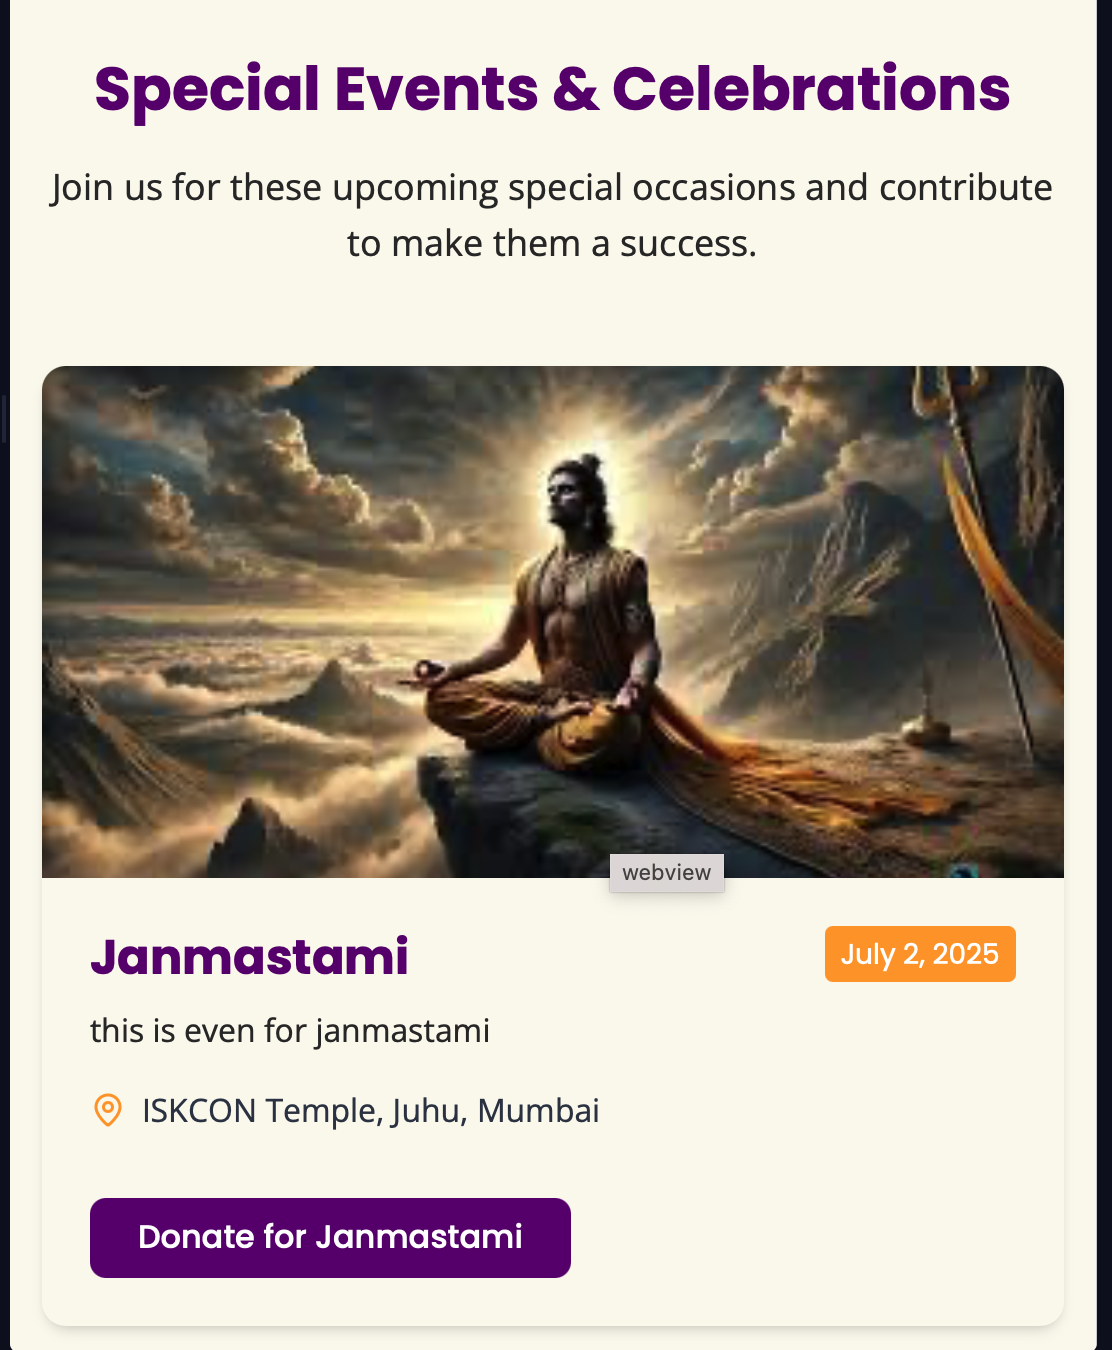 Special Events & Celebrations
Join us for these upcoming special occasions and contribute
to make them a success.
webview
Janmastami
July 2, 2025
this is even for janmastami
ISKCON Temple, Juhu, Mumbai
Donate for Janmastami